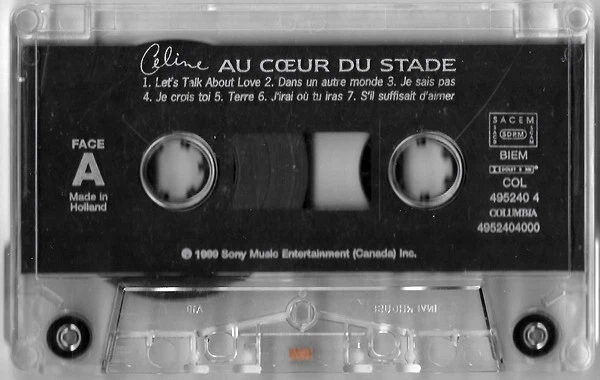 Celine AU CŒUR DU STADE
1. Let's Talk About Love 2. Dans un autre monde 3. Je sais pas
4. Je crois toi 5. Terre 6. J'irai où tu iras 7. S'il suffisait d'aimer
FACE
A
Made in
Holland
SACEM
SDRM
BIEM
DOLBY B NR
COL
495240 4
COLUMBIA
4952404000
℗ 1999 Sony Music Entertainment (Canada) Inc.